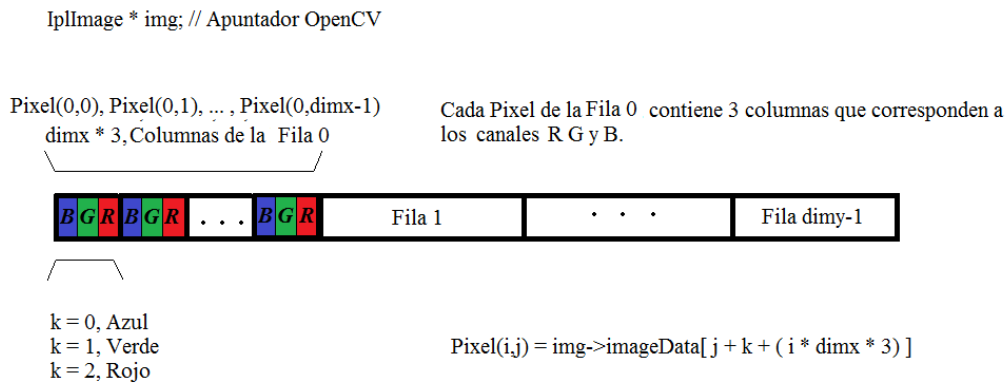 IplImage * img; // Apuntador OpenCV
Pixel(0,0), Pixel(0,1), ... , Pixel(0,dimx-1)
dimx * 3,Columnas de la Fila 0
Cada Pixel de la Fila 0 contiene 3 columnas que corresponden a
los canales R G y B.
B G R B G R . . . B G R Fila 1 . . . Fila dimy-1
k = 0, Azul
k = 1, Verde
k = 2, Rojo
Pixel(i,j) = img->imageData[ j + k + ( i * dimx * 3) ]